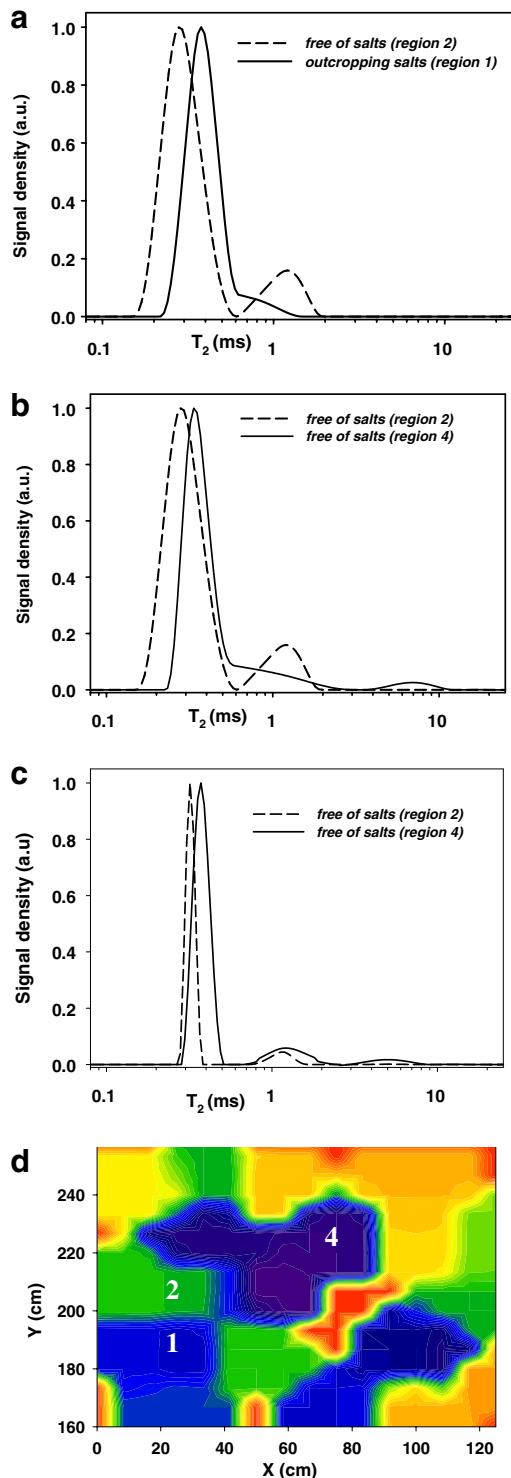 a
free of salts (region 2)
outcropping salts (region 1)
Signal density (a.u.)
1.0
0.8
0.6
0.4
0.2
0.0
0.1
1
10
T2 (ms)
b
free of salts (region 2)
free of salts (region 4)
Signal density (a.u.)
1.0
0.8
0.6
0.4
0.2
0.0
0.1
1
10
T2 (ms)
c
free of salts (region 2)
free of salts (region 4)
Signal density (a.u)
1.0
0.8
0.6
0.4
0.2
0.0
0.1
1
10
T2 (ms)
d
Y (cm)
240
220
200
180
160
4
2
1
0
20
40
60
80
100
120
X (cm)